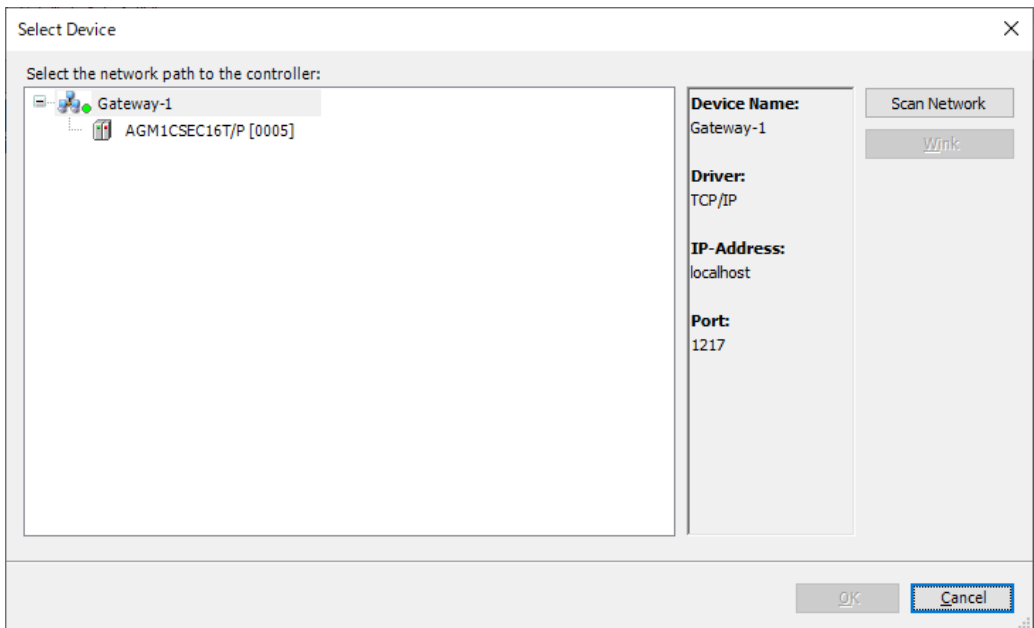 Select Device
Select the network path to the controller:
Gateway-1
AGM1CSEC16T/P [0005]
Device Name:
Gateway-1
Driver:
TCP/IP
IP-Address:
localhost
Port:
1217
Scan Network
Wink
OK
Cancel